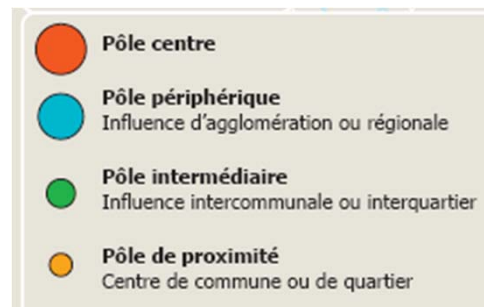 Pôle centre
Pôle périphérique
Influence d'agglomération ou régionale
Pôle intermédiaire
Influence intercommunale ou interquartier
Pôle de proximité
Centre de commune ou de quartier